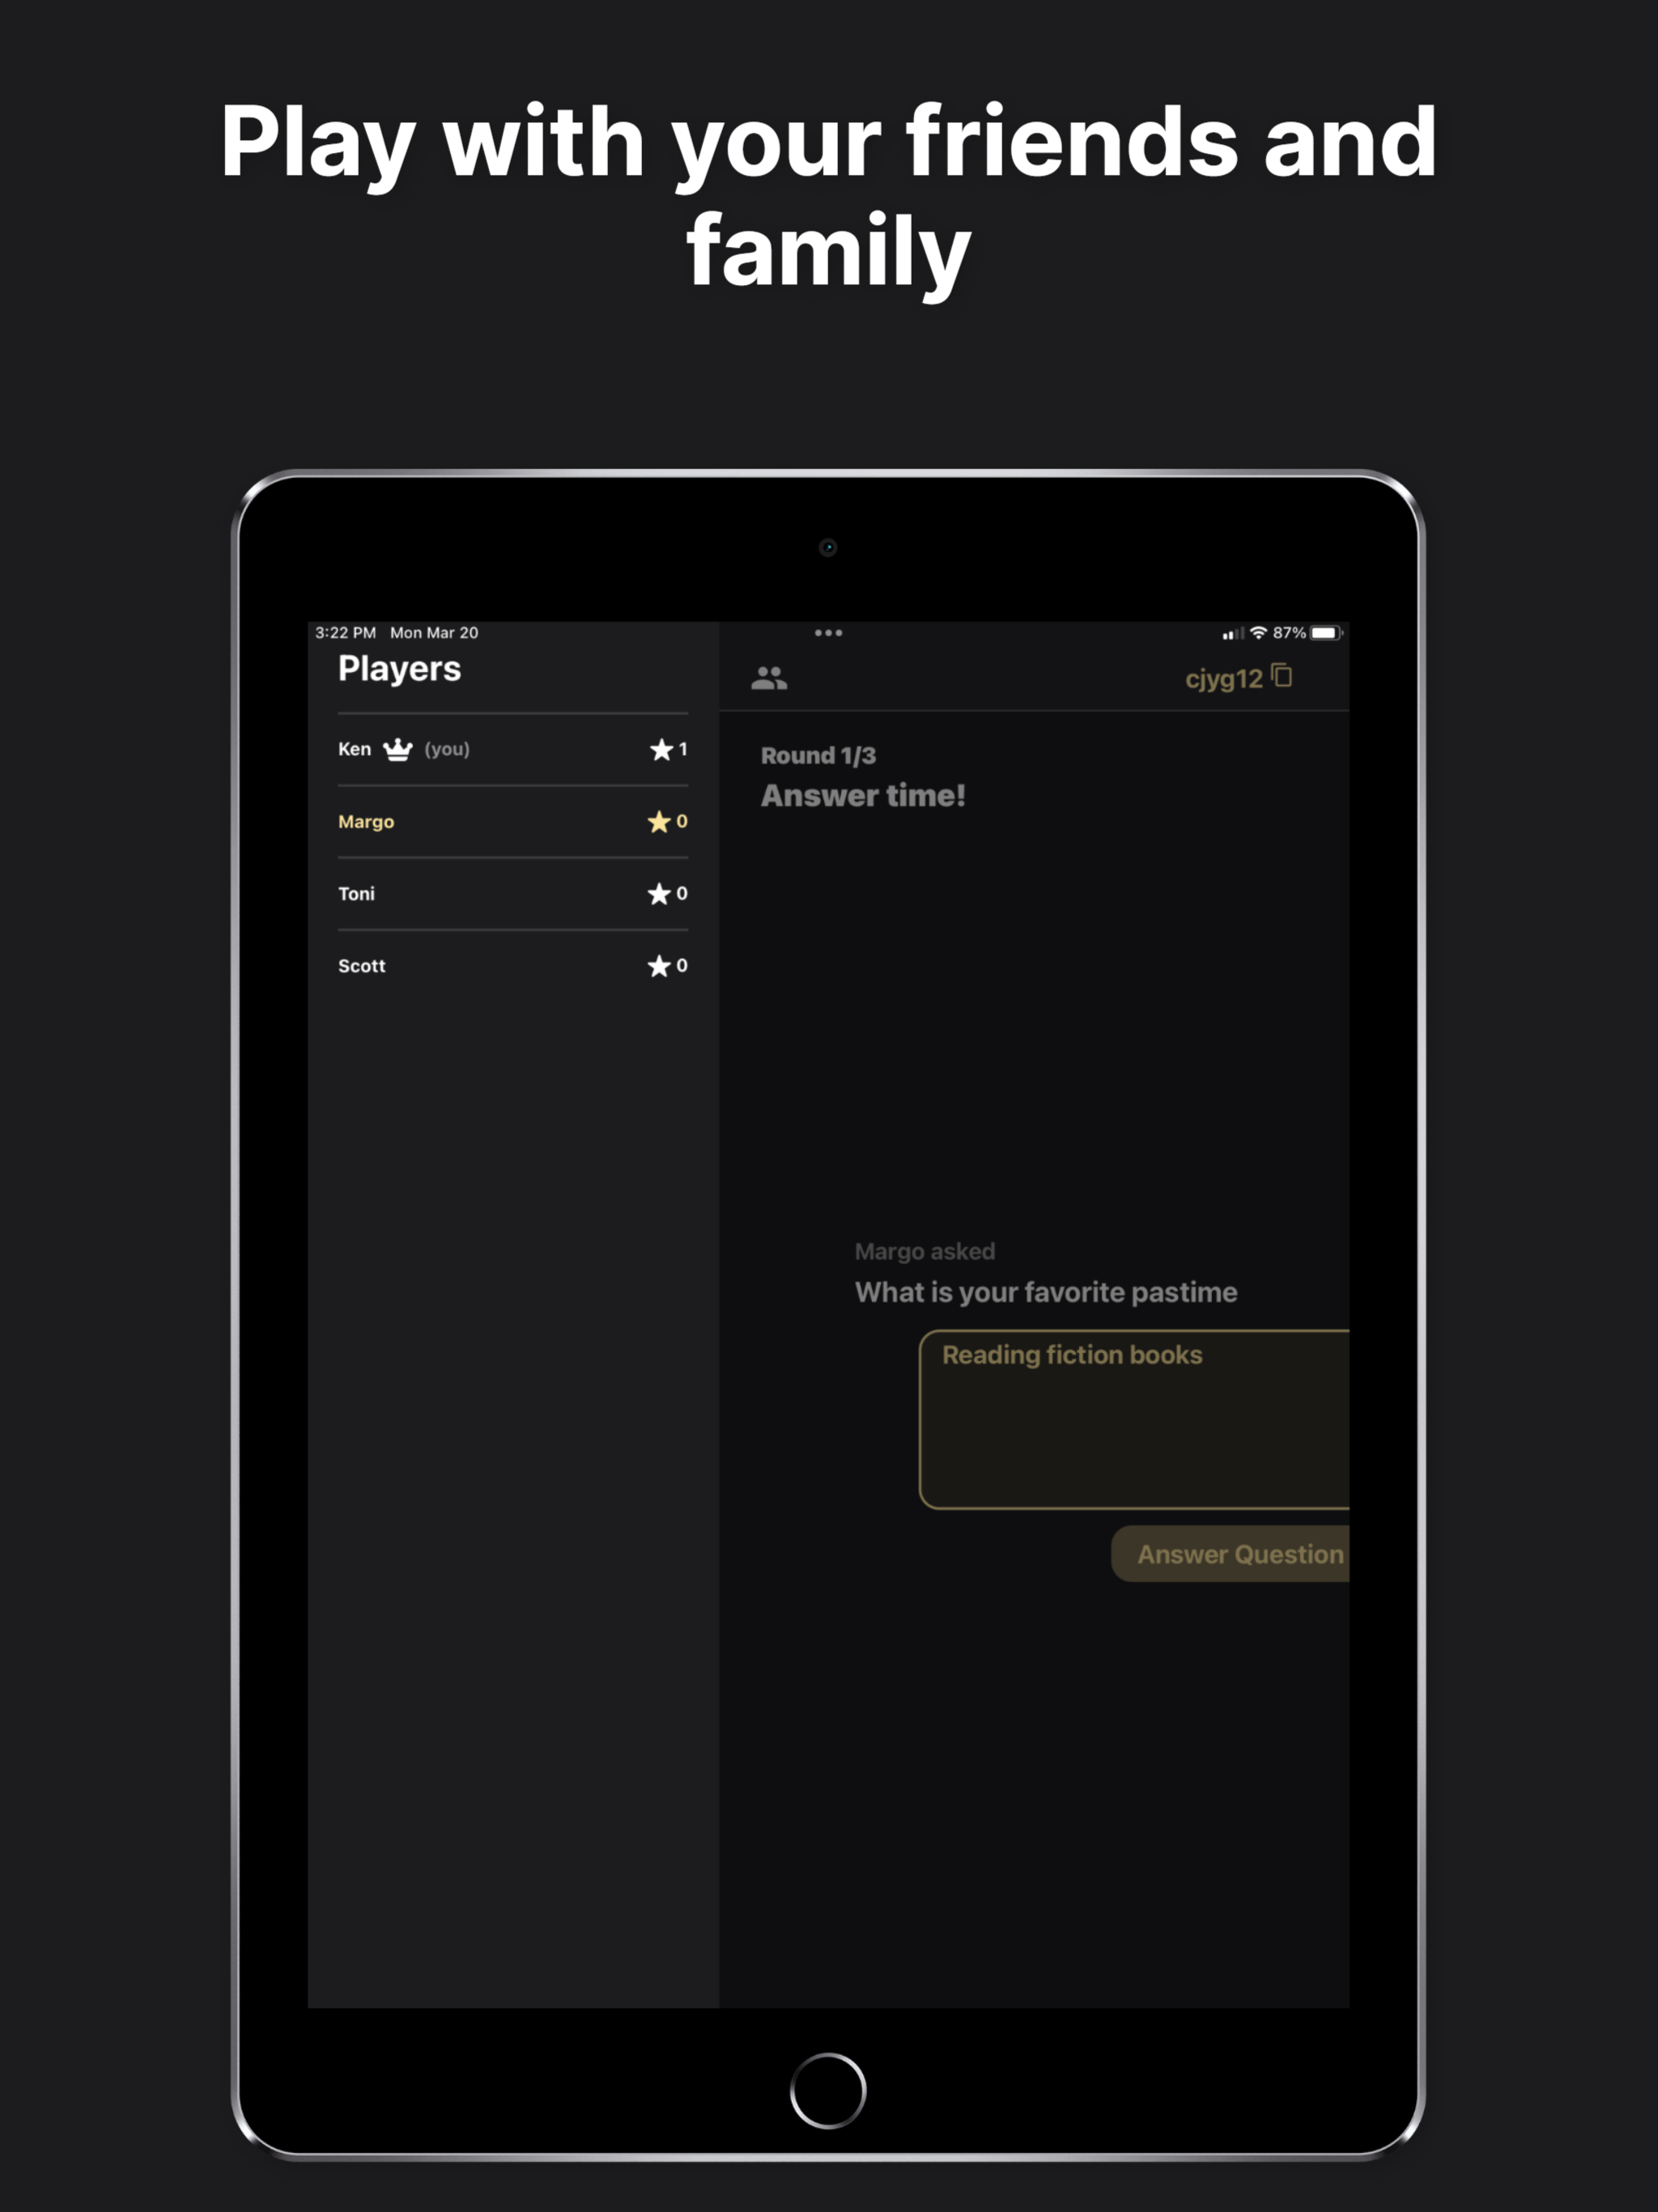 Play with your friends and
family
3:22 PM Mon Mar 20
87%
Players
Ken (you) 1
Margo 0
Toni 0
Scott 0
cjyg12
Round 1/3
Answer time!
Margo asked
What is your favorite pastime
Reading fiction books
Answer Question